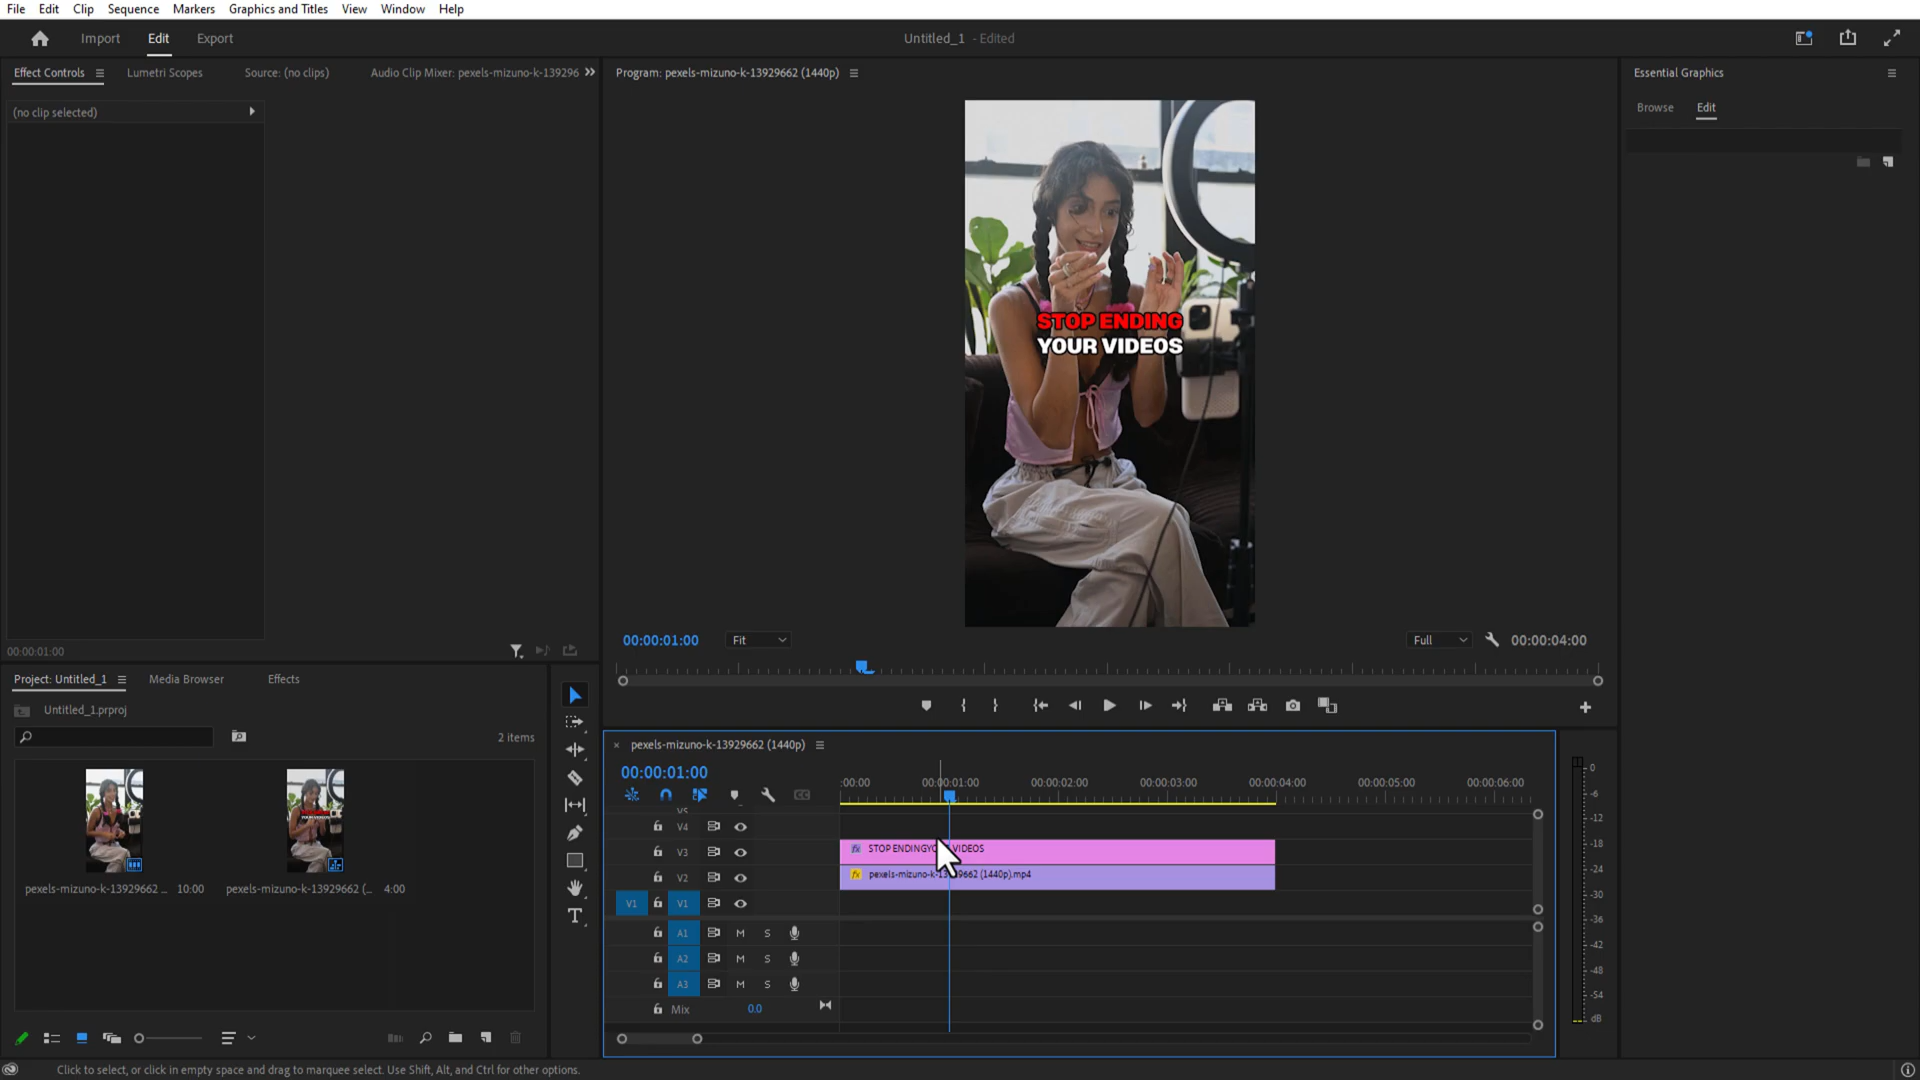 File Edit Clip Sequence Markers Graphics and Titles View Window Help
Import Edit Export
Untitled_1 - Edited
Effect Controls Lumetri Scopes Source: (no clips) Audio Clip Mixer: pexels-mizuno-k-139296
(no clip selected)
00:00:01:00
Program: pexels-mizuno-k-13929662 (1440p)
STOP ENDING
YOUR VIDEOS
00:00:01:00 Fit Full 00:00:04:00
Essential Graphics
Browse Edit
Project: Untitled_1 Media Browser Effects
Untitled_1.prproj
2 items
pexels-mizuno-k-13929662 ... 10:00 pexels-mizuno-k-13929662 (... 4:00
pexels-mizuno-k-13929662 (1440p)
00:00:01:00
:00:00 00:00:01:00 00:00:02:00 00:00:03:00 00:00:04:00 00:00:05:00 00:00:06:00
V4
V3 fx STOP ENDINGYO VIDEOS
V2 fx pexels-mizuno-k-13929662 (1440p).mp4
V1 V1
A1 M S
A2 M S
A3 M S
Mix 0.0
0
-6
-12
-18
-24
-30
-36
-42
-48
-54
dB
Click to select, or click in empty space and drag to marquee select. Use Shift, Alt, and Ctrl for other options.